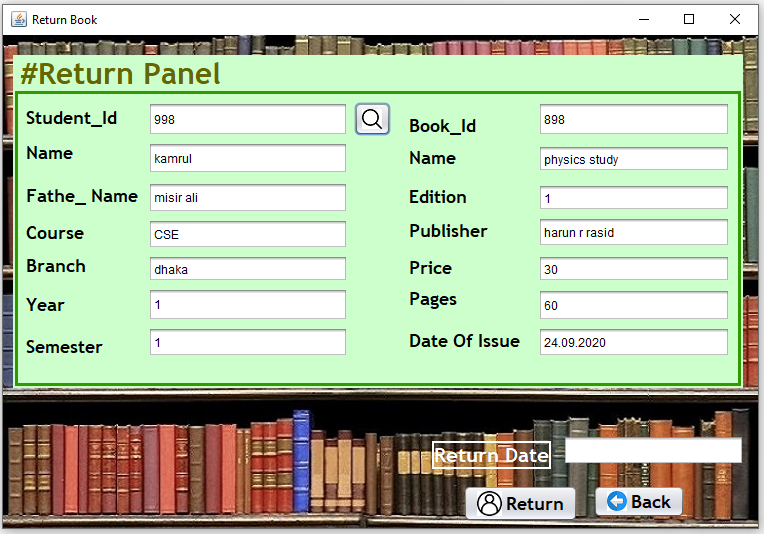 Return Book
#Return Panel
Student_Id 998
Name kamrul
Fathe_ Name misir ali
Course CSE
Branch dhaka
Year 1
Semester 1
Book_Id 898
Name physics study
Edition 1
Publisher harun r rasid
Price 30
Pages 60
Date Of Issue 24.09.2020
Return Date
Return
Back